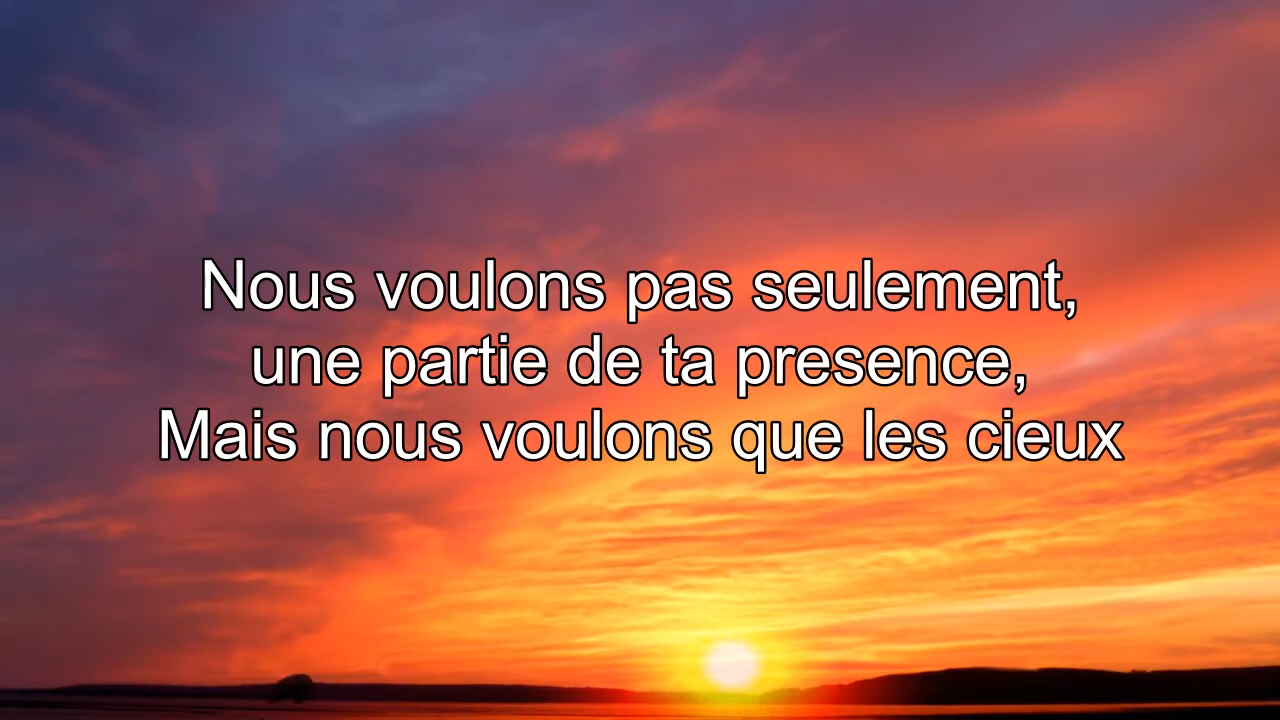 Nous voulons pas seulement,
une partie de ta presence,
Mais nous voulons que les cieux